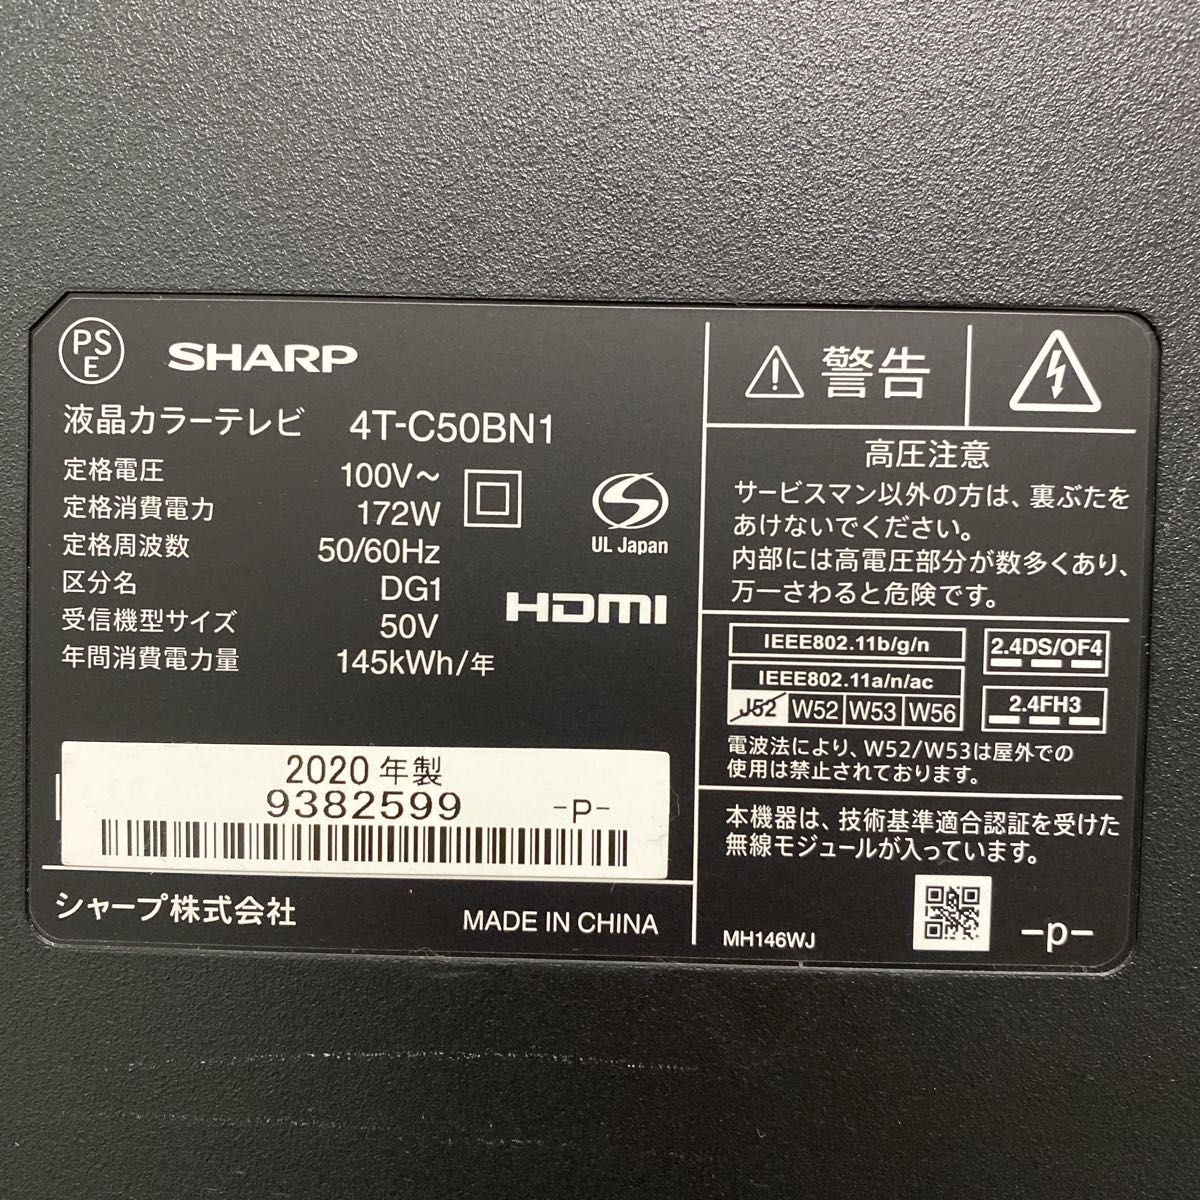 PS
E
SHARP
液晶カラーテレビ 4T-C50BN1
定格電圧 100V～
定格消費電力 172W
定格周波数 50/60Hz
区分名 DG1
受信機型サイズ 50V
年間消費電力量 145kWh/年
UL Japan
HDMI
2020 年製
9382599 -P-
シャープ株式会社
MADE IN CHINA
警告
高圧注意
サービスマン以外の方は、裏ぶたを
あけないでください。
内部には高電圧部分が数多くあり、
万一さわると危険です。
IEEE802.11b/g/n
IEEE802.11a/n/ac
J52 W52 W53 W56
2.4DS/OF4
2.4FH3
電波法により、W52/W53は屋外での
使用は禁止されております。
本機器は、技術基準適合認証を受けた
無線モジュールが入っています。
MH146WJ
-p-